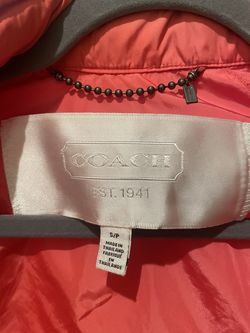 COACH
EST. 1941
S/P
MADE IN
THAILAND
FABRIQUÉ
EN
THAÏLANDE